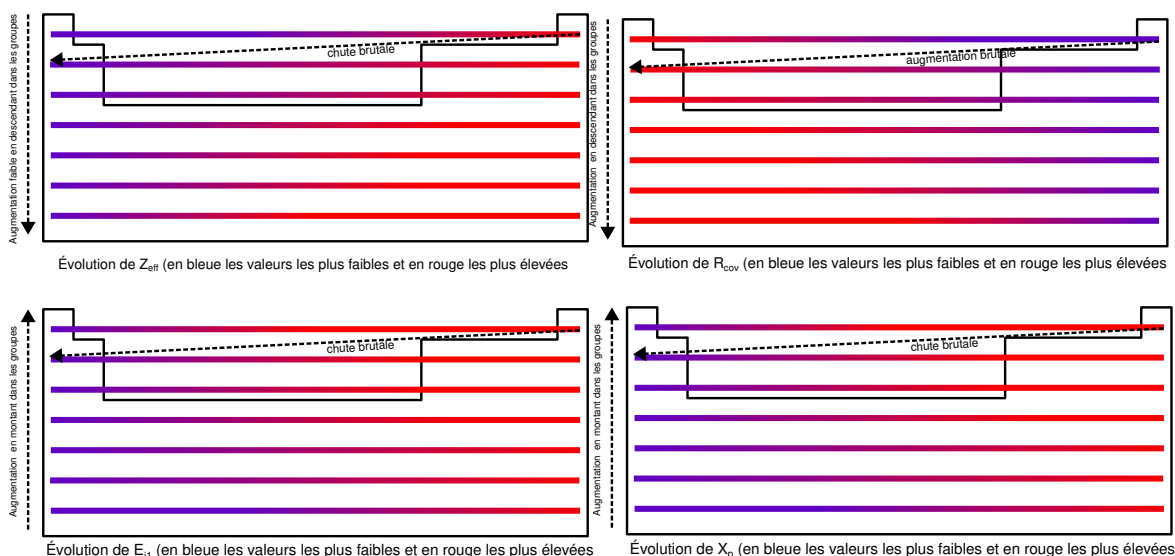 Augmentation faible en descendant dans les groupes
chute brutale
Évolution de Zeff (en bleue les valeurs les plus faibles et en rouge les plus élevées
Augmentation en descendant dans les groupes
augmentation brutale
Évolution de Rcov (en bleue les valeurs les plus faibles et en rouge les plus élevées
Augmentation en montant dans les groupes
chute brutale
Évolution de Ei1 (en bleue les valeurs les plus faibles et en rouge les plus élevées
Augmentation en montant dans les groupes
chute brutale
Évolution de Xp (en bleue les valeurs les plus faibles et en rouge les plus élevées